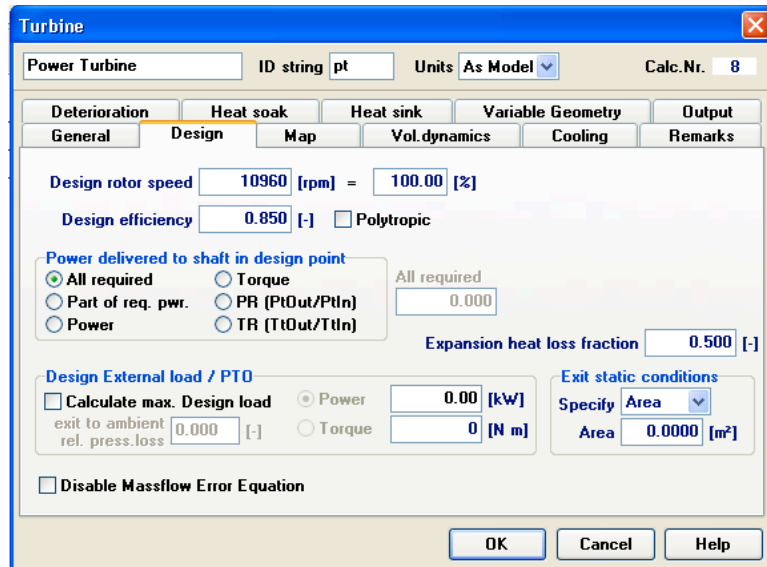 Turbine
Power Turbine ID string pt Units As Model Calc.Nr. 8
Deterioration Heat soak Heat sink Variable Geometry Output
General Design Map Vol.dynamics Cooling Remarks
Design rotor speed 10960 [rpm] = 100.00 [%]
Design efficiency 0.850 [-] Polytropic
Power delivered to shaft in design point
All required Torque All required
Part of req. pwr. PR (PtOut/PtIn) 0.000
Power TR (TtOut/TtIn)
Expansion heat loss fraction 0.500 [-]
Design External load / PTO Exit static conditions
Calculate max. Design load Power 0.00 [kW] Specify Area
exit to ambient
rel. press.loss 0.000 [-] Torque 0 [N m] Area 0.0000 [m²]
Disable Massflow Error Equation
OK Cancel Help